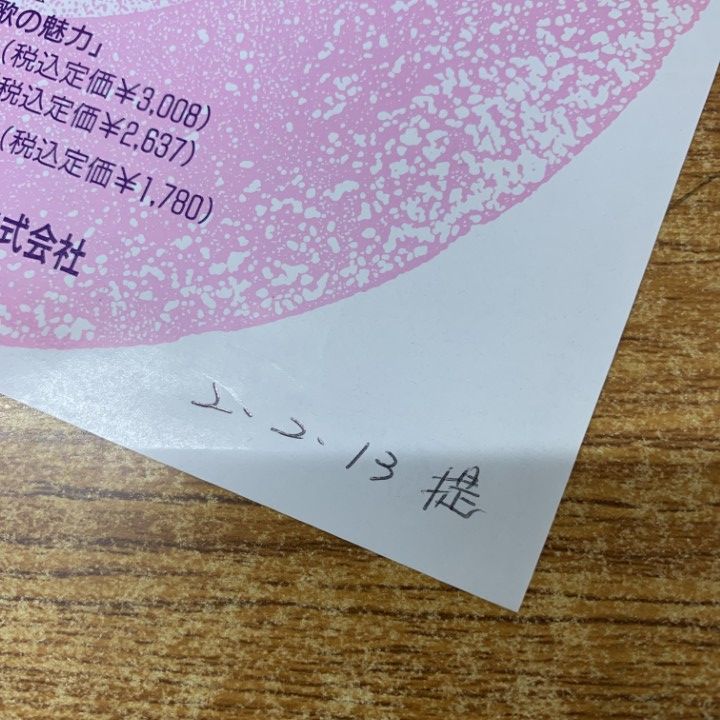 歌の魅力」
(税込定価¥3,008)
税込定価¥2,637)
(税込定価¥1,780)
式会社
2、2、13 提